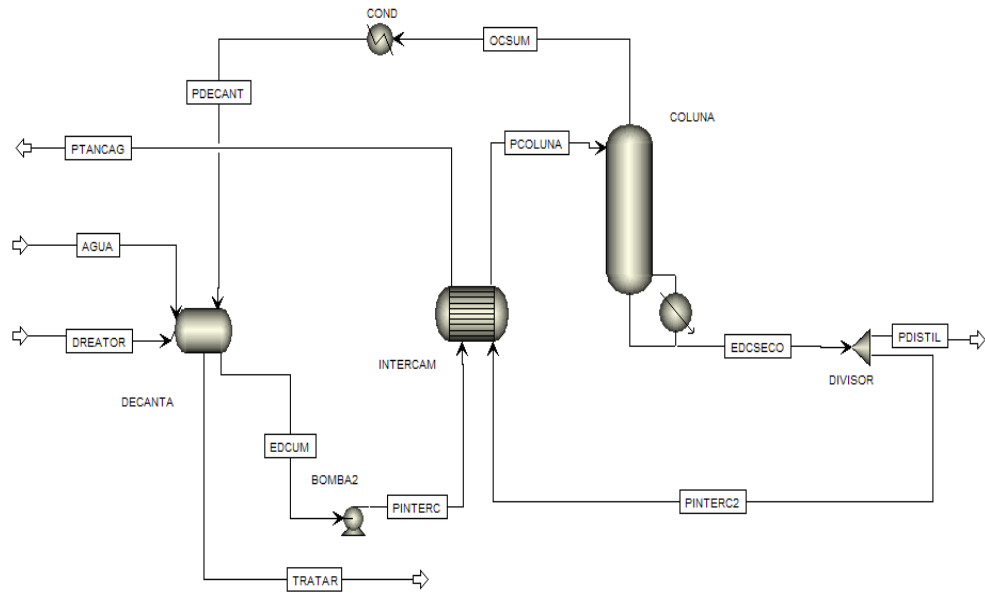 COND
OCSUM
PDECANT
COLUNA
PTANCAG
PCOLUNA
AGUA
DREATOR
INTERCAM
EDCSECO
PDISTIL
DIVISOR
DECANTA
EDCUM
BOMBA2
PINTERC
PINTERC2
TRATAR